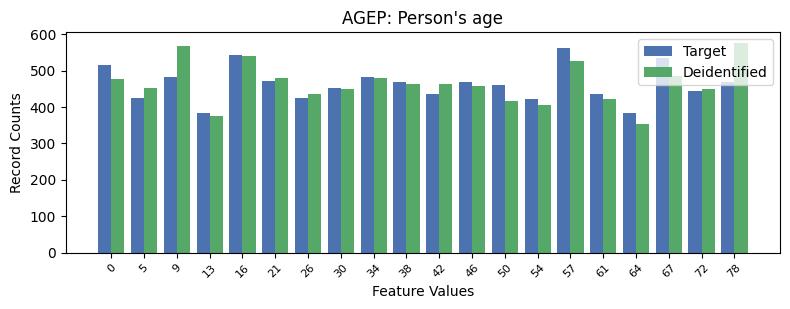 AGEP: Person's age
600
500
400
300
200
100
0
Record Counts
Target
Deidentified
0 5 9 13 16 21 26 30 34 38 42 46 50 54 57 61 64 67 72 78
Feature Values